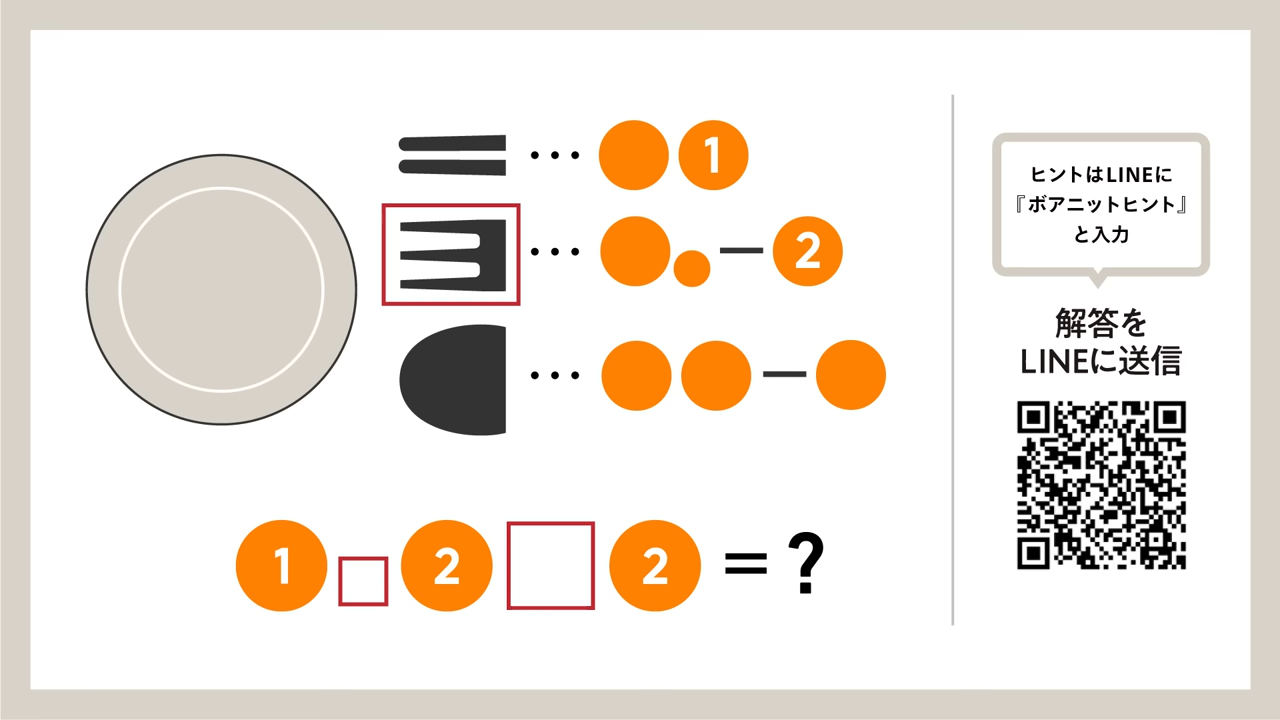 … 1
… ー 2
… ー
1 2 2 = ?
ヒントはLINEに
『ボアニットヒント』
と入力
解答を
LINEに送信